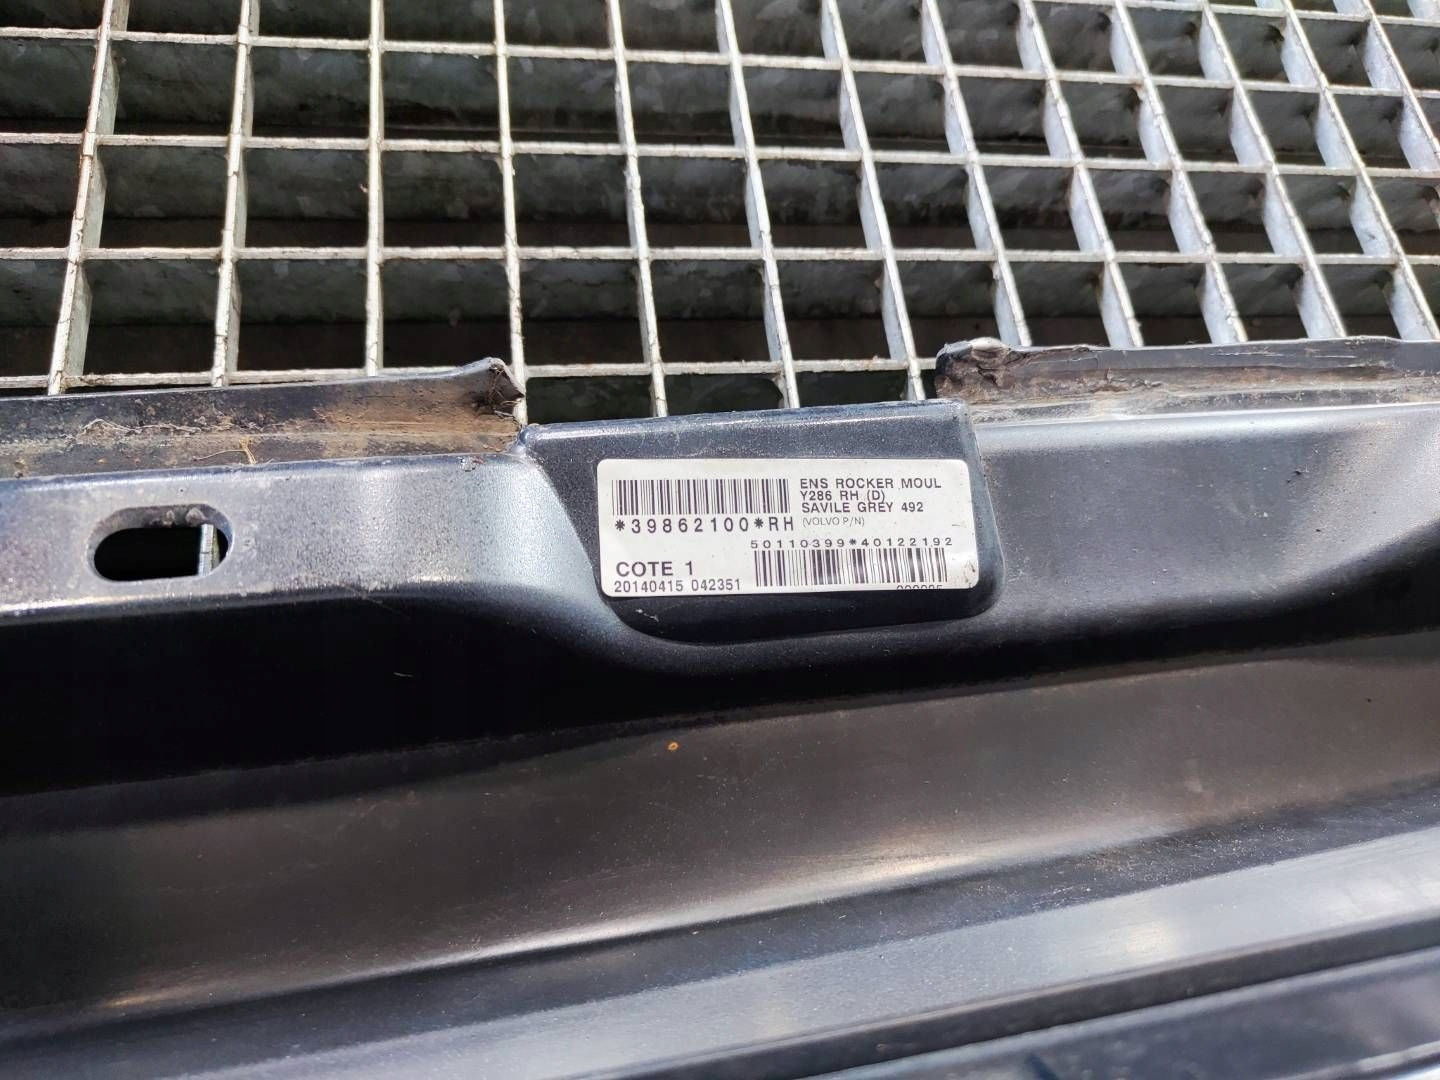 ENS ROCKER MOUL
Y286 RH (D)
SAVILE GREY 492
*39862100*RH (VOLVO P/N)
50110399*40122192
COTE 1
20140415 042351